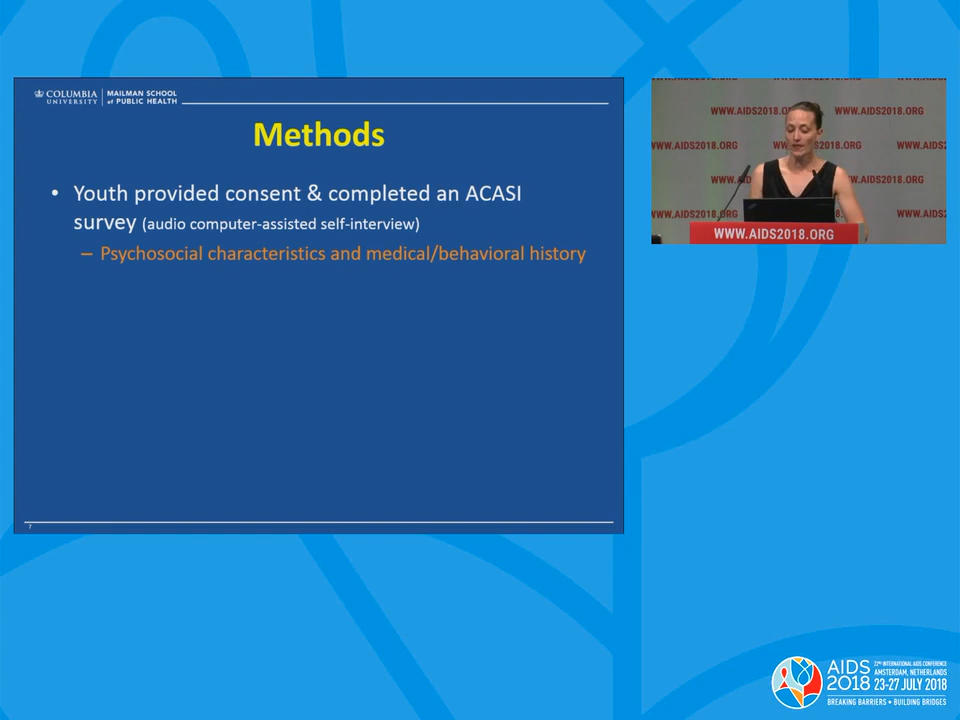 COLUMBIA UNIVERSITY
MAILMAN SCHOOL of PUBLIC HEALTH
Methods
• Youth provided consent & completed an ACASI
survey (audio computer-assisted self-interview)
– Psychosocial characteristics and medical/behavioral history
7
WWW.AIDS2018.ORG
WWW.AIDS2018.ORG
WWW.AIDS2018.ORG
WWW.AIDS2018.ORG
AIDS 2018
22ND INTERNATIONAL AIDS CONFERENCE
AMSTERDAM, NETHERLANDS
23-27 JULY 2018
BREAKING BARRIERS • BUILDING BRIDGES